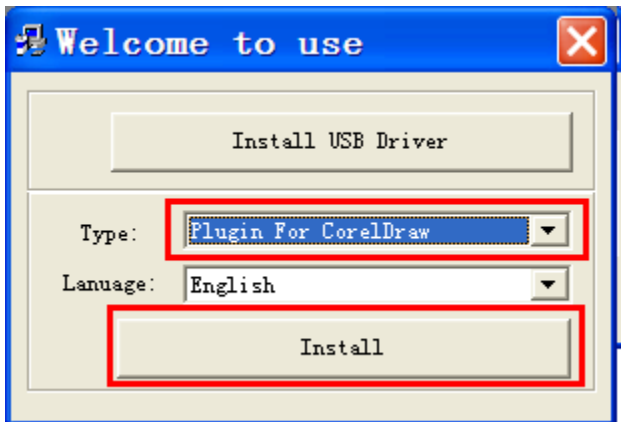 Welcome to use
Install USB Driver
Type: Plugin For CorelDraw
Lanuage: English
Install